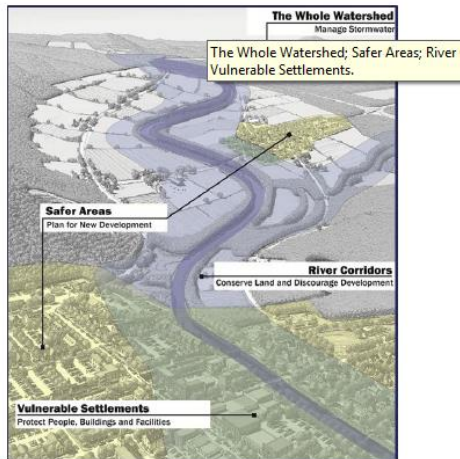 The Whole Watershed
Manage Stormwater
The Whole Watershed; Safer Areas; River
Vulnerable Settlements.
Safer Areas
Plan for New Development
River Corridors
Conserve Land and Discourage Development
Vulnerable Settlements
Protect People, Buildings and Facilities